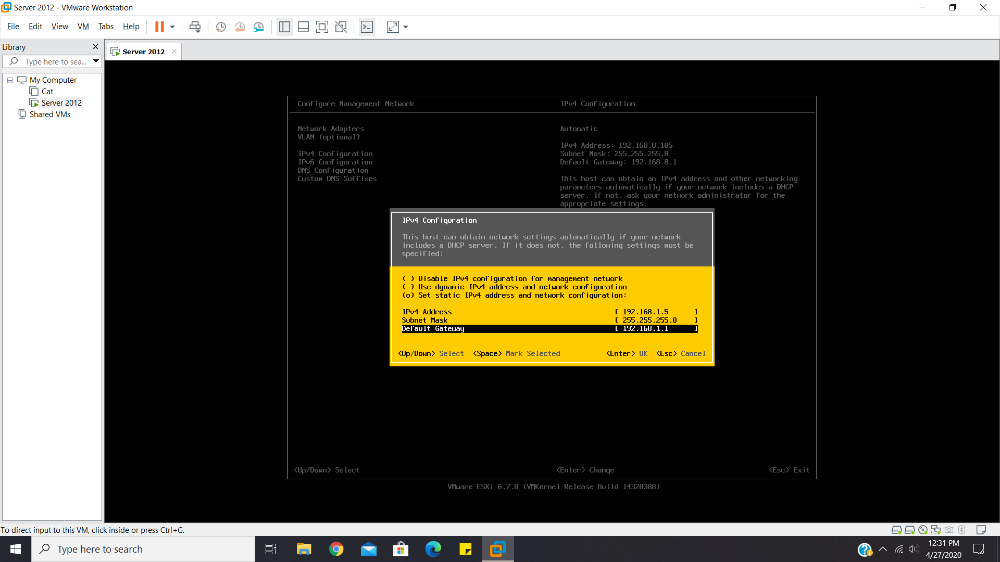 Server 2012 - VMware Workstation
File Edit View VM Tabs Help
Library
Type here to sea...
My Computer
Cat
Server 2012
Shared VMs
Server 2012
Configure Management Network
IPv4 Configuration
Network Adapters
VLAN (optional)
IPv4 Configuration
IPv6 Configuration
DNS Configuration
Custom DNS Suffixes
Automatic
IPv4 Address: 192.168.8.105
Subnet Mask: 255.255.255.0
Default Gateway: 192.168.8.1
This host can obtain an IPv4 address and other networking
parameters automatically if your network includes a DHCP
server. If not, ask your network administrator for the
appropriate settings.
IPv4 Configuration
This host can obtain network settings automatically if your network
includes a DHCP server. If it does not, the following settings must be
specified:
( ) Disable IPv4 configuration for management network
( ) Use dynamic IPv4 address and network configuration
(o) Set static IPv4 address and network configuration:
IPv4 Address [ 192.168.1.5 ]
Subnet Mask [ 255.255.255.0 ]
Default Gateway [ 192.168.1.1 ]
<Up/Down> Select <Space> Mark Selected <Enter> OK <Esc> Cancel
<Up/Down> Select <Enter> Change <Esc> Exit
VMware ESXi 6.7.0 (VMKernel Release Build 14320388)
To direct input to this VM, click inside or press Ctrl+G.
Type here to search
12:31 PM
4/27/2020